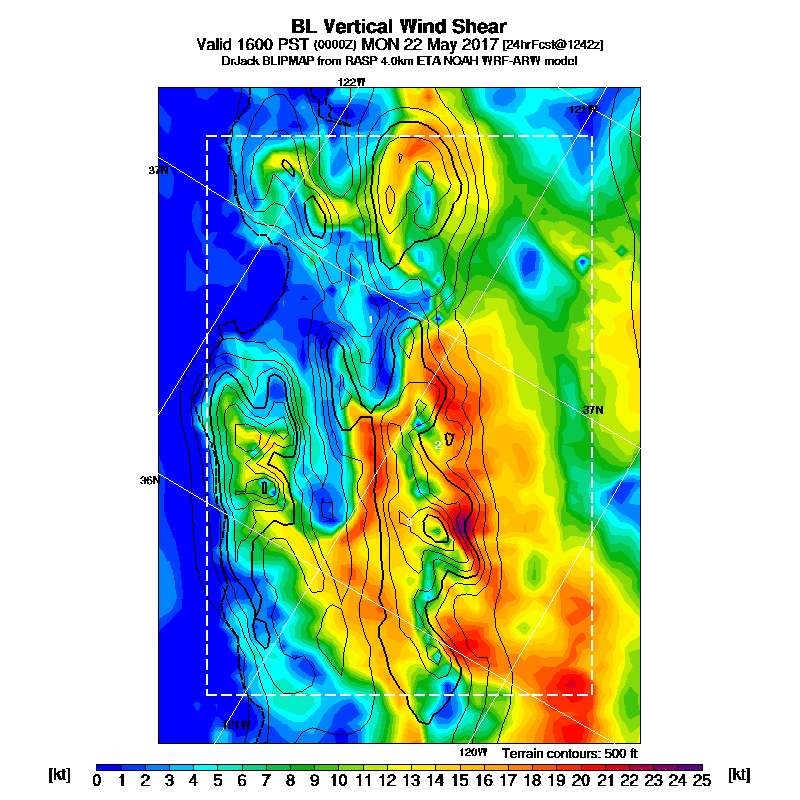 BL Vertical Wind Shear
Valid 1600 PST (0000Z) MON 22 May 2017 [24hrFcst@1242z]
DrJack BLIPMAP from RASP 4.0km ETA NOAH WRF-ARW model
122W
121W
37N
1
37N
2
36N
3
121W
120W Terrain contours: 500 ft
[kt] 0 1 2 3 4 5 6 7 8 9 10 11 12 13 14 15 16 17 18 19 20 21 22 23 24 25 [kt]